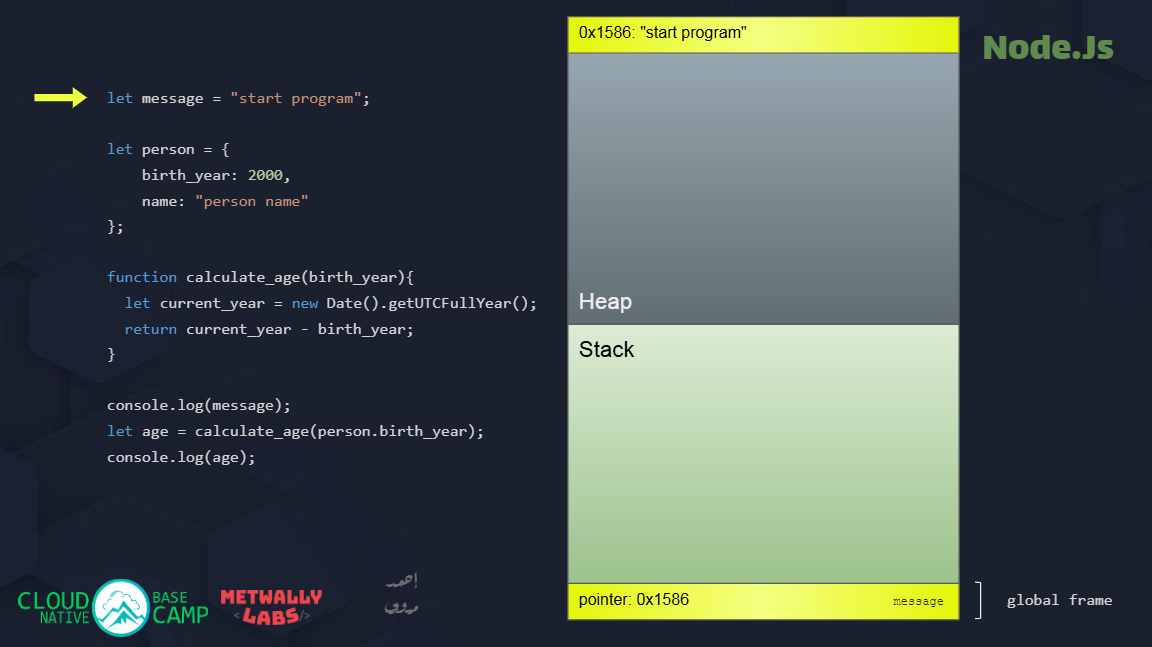 0x1586: "start program"
Node.Js
let message = "start program";
let person = {
    birth_year: 2000,
    name: "person name"
};
function calculate_age(birth_year){
  let current_year = new Date().getUTCFullYear();
  return current_year - birth_year;
}
console.log(message);
let age = calculate_age(person.birth_year);
console.log(age);
Heap
Stack
pointer: 0x1586
message
global frame
CLOUD NATIVE
BASE CAMP
METWALLY
<LABS/>
أحمد